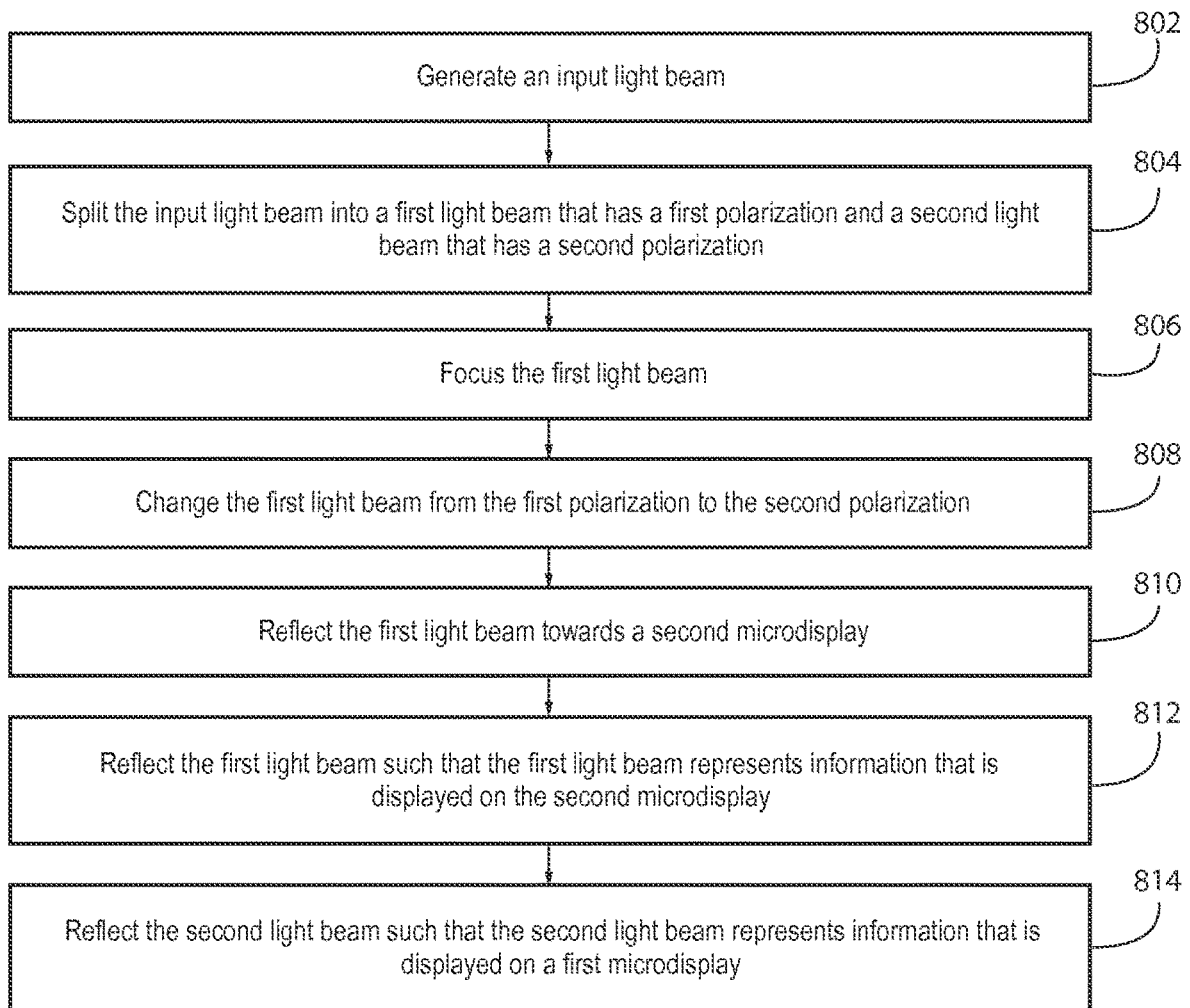 802
Generate an input light beam
804
Split the input light beam into a first light beam that has a first polarization and a second light
beam that has a second polarization
806
Focus the first light beam
808
Change the first light beam from the first polarization to the second polarization
810
Reflect the first light beam towards a second microdisplay
812
Reflect the first light beam such that the first light beam represents information that is
displayed on the second microdisplay
814
Reflect the second light beam such that the second light beam represents information that is
displayed on a first microdisplay